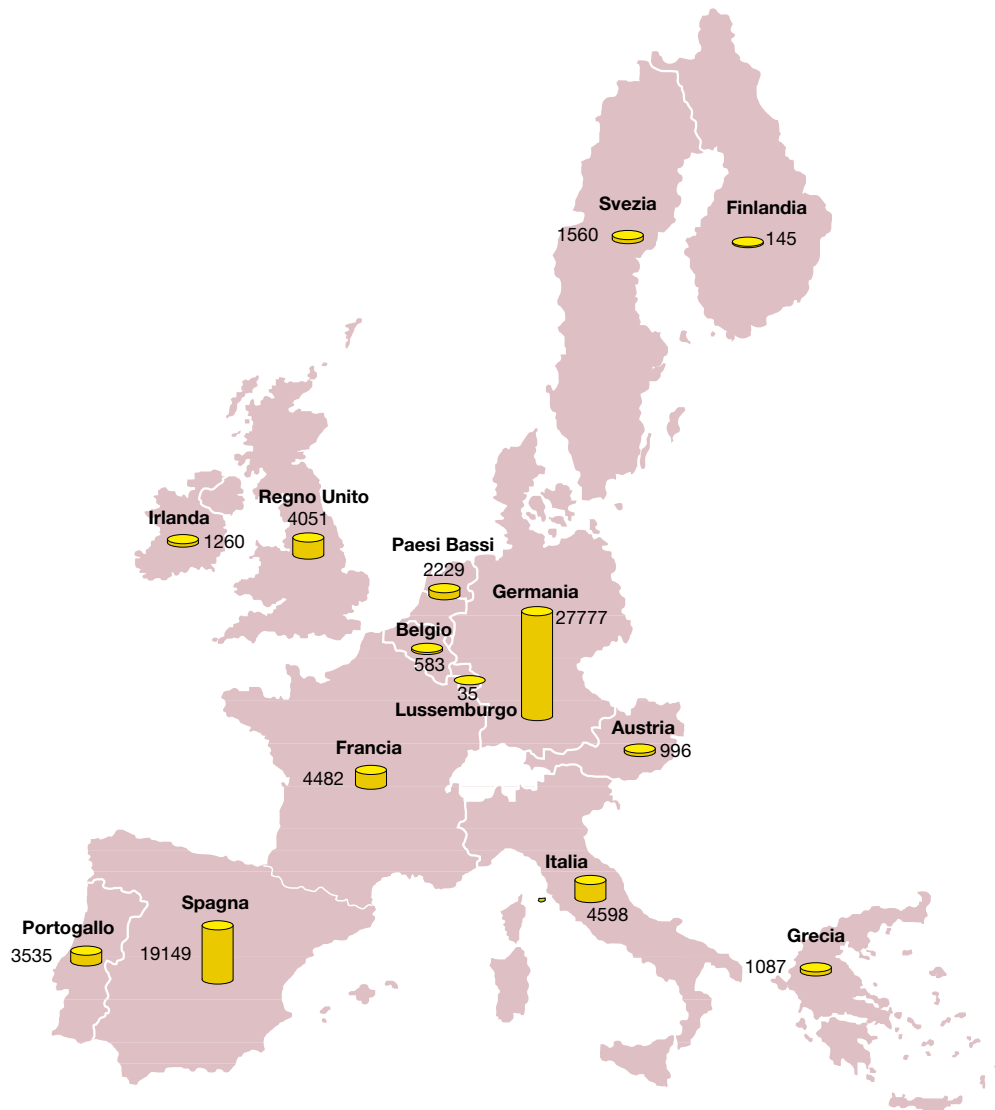 Svezia
1560
Finlandia
145
Regno Unito
4051
Irlanda
1260
Paesi Bassi
2229
Germania
27777
Belgio
583
35
Lussemburgo
Austria
996
Francia
4482
Italia
4598
Spagna
19149
Portogallo
3535
Grecia
1087